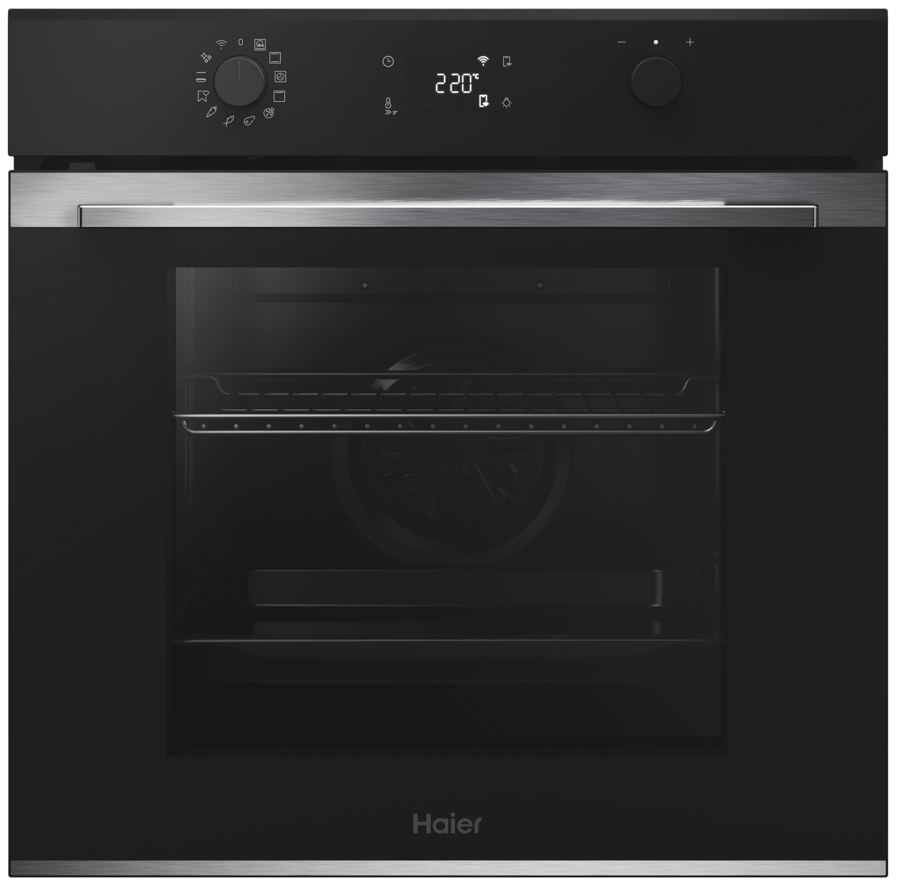 0
220℃
− • +
Haier